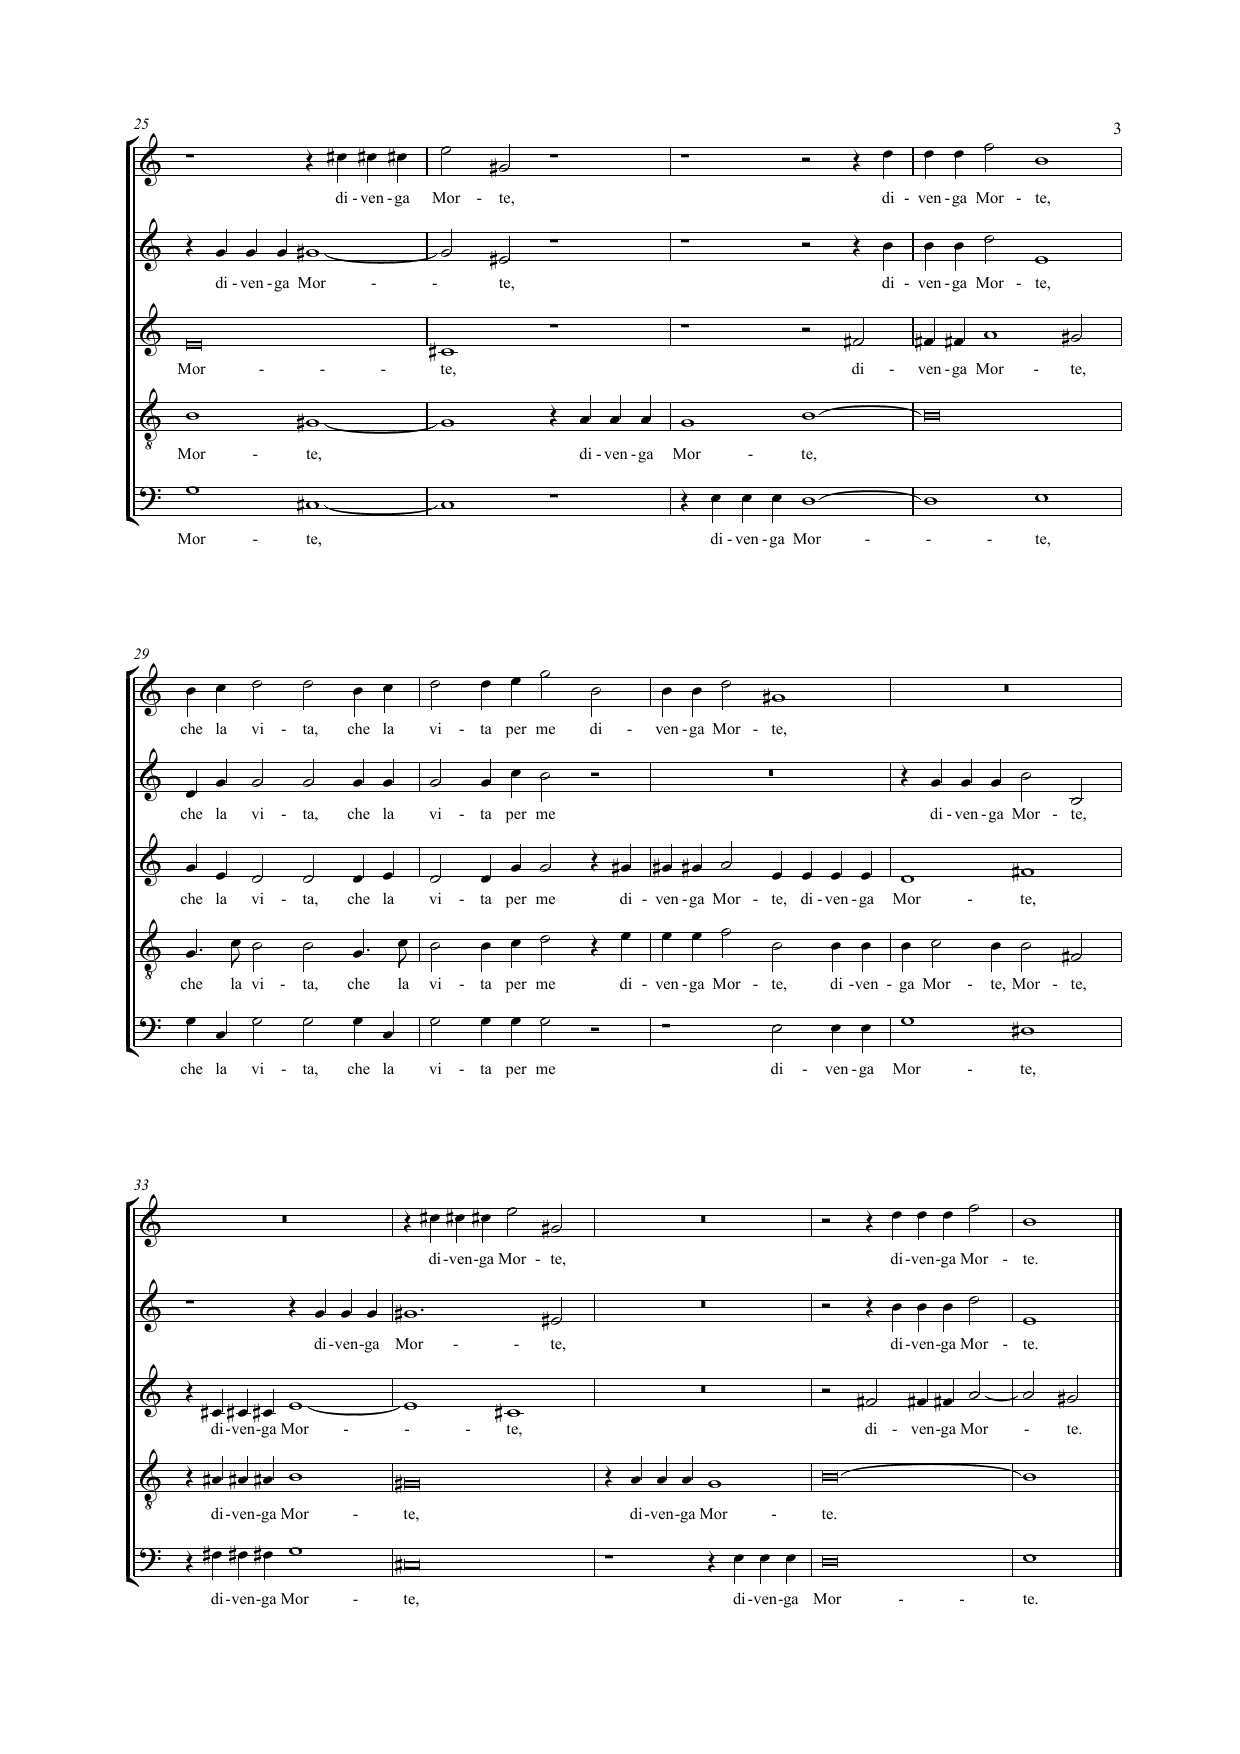 25
3
di - ven - ga Mor - te, di - ven - ga Mor - te,
di - ven - ga Mor - - te, di - ven - ga Mor - te,
Mor - - - te, di - ven - ga Mor - te,
Mor - te, di - ven - ga Mor - te,
Mor - te, di - ven - ga Mor - - - te,
29
che la vi - ta, che la vi - ta per me di - ven - ga Mor - te,
che la vi - ta, che la vi - ta per me di - ven - ga Mor - te,
che la vi - ta, che la vi - ta per me di - ven - ga Mor - te, di - ven - ga Mor - te,
che la vi - ta, che la vi - ta per me di - ven - ga Mor - te, di - ven - ga Mor - te, Mor - te,
che la vi - ta, che la vi - ta per me di - ven - ga Mor - te,
33
di - ven - ga Mor - te, di - ven - ga Mor - te.
di - ven - ga Mor - - te, di - ven - ga Mor - te.
di - ven - ga Mor - - - te, di - ven - ga Mor - te.
di - ven - ga Mor - te, di - ven - ga Mor - te.
di - ven - ga Mor - te, di - ven - ga Mor - - te.